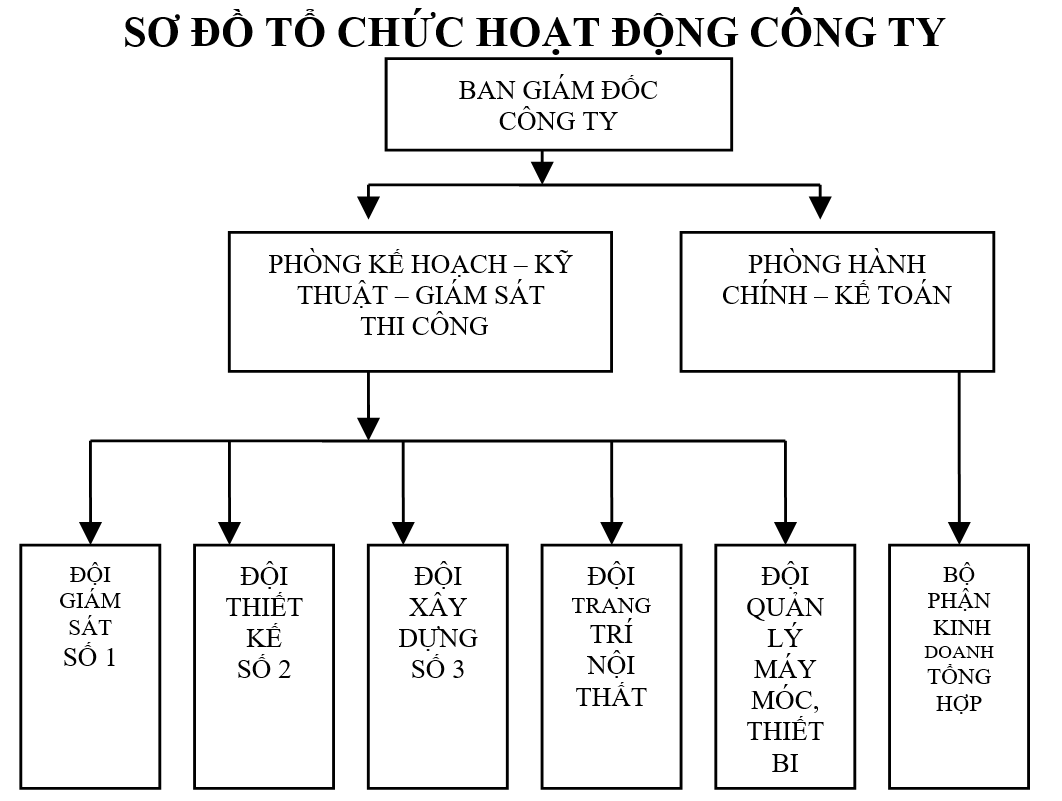 SƠ ĐỒ TỔ CHỨC HOẠT ĐỘNG CÔNG TY
BAN GIÁM ĐỐC
CÔNG TY
PHÒNG KẾ HOẠCH – KỸ
THUẬT – GIÁM SÁT
THI CÔNG
PHÒNG HÀNH
CHÍNH – KẾ TOÁN
ĐỘI
GIÁM
SÁT
SỐ 1
ĐỘI
THIẾT
KẾ
SỐ 2
ĐỘI
XÂY
DỰNG
SỐ 3
ĐỘI
TRANG
TRÍ
NỘI
THẤT
ĐỘI
QUẢN
LÝ
MÁY
MÓC,
THIẾT
BI
BỘ
PHẬN
KINH
DOANH
TỔNG
HỢP